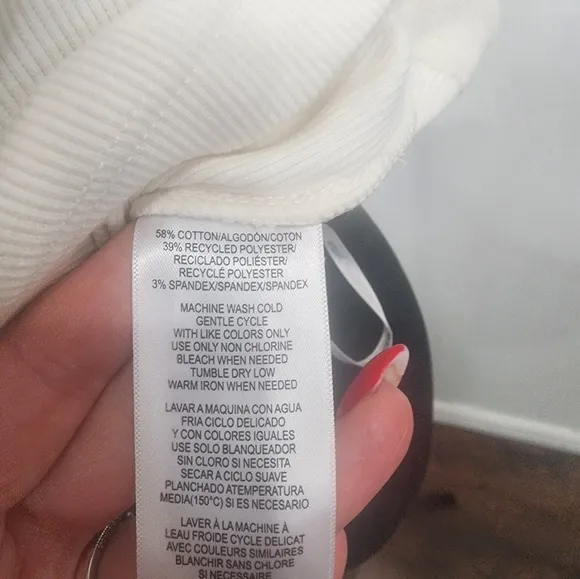 58% COTTON/ALGODÓN/COTON
39% RECYCLED POLYESTER/
RECICLADO POLIÉSTER/
RECYCLÉ POLYESTER
3% SPANDEX/SPANDEX/SPANDEX
MACHINE WASH COLD
GENTLE CYCLE
WITH LIKE COLORS ONLY
USE ONLY NON CHLORINE
BLEACH WHEN NEEDED
TUMBLE DRY LOW
WARM IRON WHEN NEEDED
LAVAR A MAQUINA CON AGUA
FRIA CICLO DELICADO
Y CON COLORES IGUALES
USE SOLO BLANQUEADOR
SIN CLORO SI NECESITA
SECAR A CICLO SUAVE
PLANCHADO ATEMPERATURA
MEDIA(150°C) SI ES NECESARIO
LAVER À LA MACHINE À
LEAU FROIDE CYCLE DELICAT
AVEC COULEURS SIMILAIRES
BLANCHIR SANS CHLORE
SI NECESSAIRE